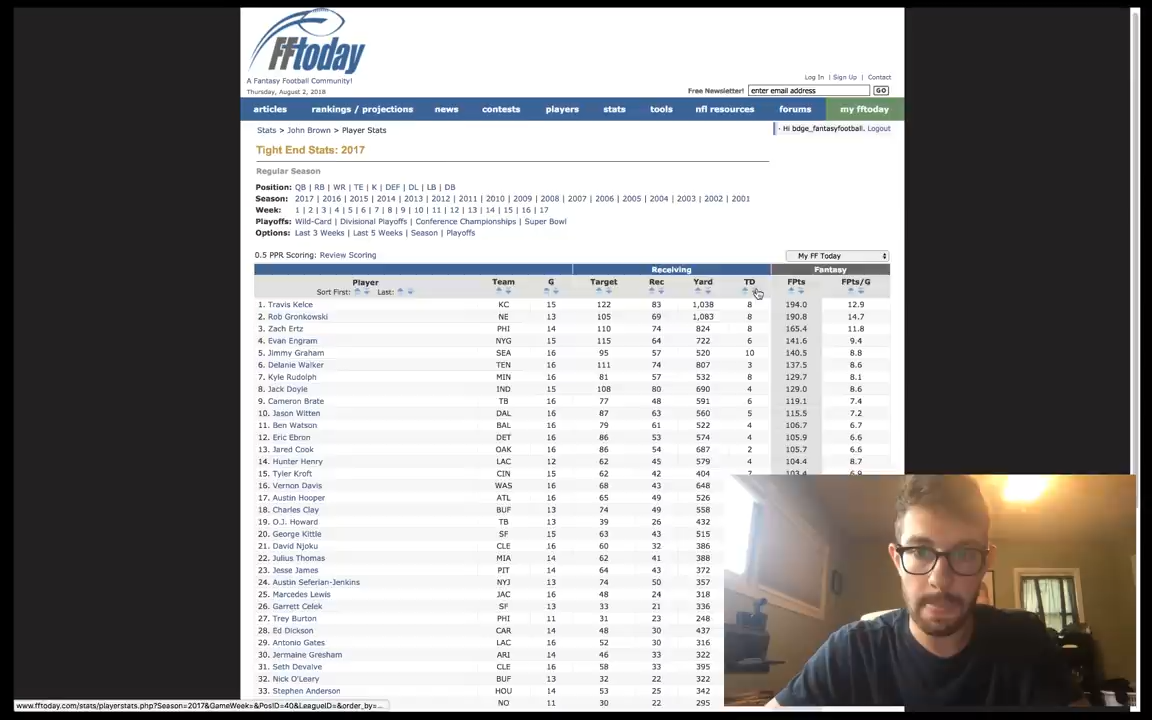 FFtoday
A Fantasy Football Community!
Thursday, August 2, 2018
Log In | Sign Up | Contact
Free Newsletter! enter email address GO
articles rankings / projections news contests players stats tools nfl resources forums my fftoday
Stats > John Brown > Player Stats
· Hi bdge_fantasyfootball. Logout
Tight End Stats: 2017
Regular Season
Position: QB | RB | WR | TE | K | DEF | DL | LB | DB
Season: 2017 | 2016 | 2015 | 2014 | 2013 | 2012 | 2011 | 2010 | 2009 | 2008 | 2007 | 2006 | 2005 | 2004 | 2003 | 2002 | 2001
Week: 1 | 2 | 3 | 4 | 5 | 6 | 7 | 8 | 9 | 10 | 11 | 12 | 13 | 14 | 15 | 16 | 17
Playoffs: Wild-Card | Divisional Playoffs | Conference Championships | Super Bowl
Options: Last 3 Weeks | Last 5 Weeks | Season | Playoffs
0.5 PPR Scoring: Review Scoring My FF Today
Receiving Fantasy
Player Team G Target Rec Yard TD FPts FPts/G
Sort First: Last:
1. Travis Kelce KC 15 122 83 1,038 8 194.0 12.9
2. Rob Gronkowski NE 13 105 69 1,083 8 190.8 14.7
3. Zach Ertz PHI 14 110 74 824 8 165.4 11.8
4. Evan Engram NYG 15 115 64 722 6 141.6 9.4
5. Jimmy Graham SEA 16 95 57 520 10 140.5 8.8
6. Delanie Walker TEN 16 111 74 807 3 137.5 8.6
7. Kyle Rudolph MIN 16 81 57 532 8 129.7 8.1
8. Jack Doyle IND 15 108 80 690 4 129.0 8.6
9. Cameron Brate TB 16 77 48 591 6 119.1 7.4
10. Jason Witten DAL 16 87 63 560 5 115.5 7.2
11. Ben Watson BAL 16 79 61 522 4 106.7 6.7
12. Eric Ebron DET 16 86 53 574 4 105.9 6.6
13. Jared Cook OAK 16 86 54 687 2 105.7 6.6
14. Hunter Henry LAC 12 62 45 579 4 104.4 8.7
15. Tyler Kroft CIN 15 62 42 404 7 103.4 6.9
16. Vernon Davis WAS 16 68 43 648
17. Austin Hooper ATL 16 65 49 526
18. Charles Clay BUF 13 74 49 558
19. O.J. Howard TB 13 39 26 432
20. George Kittle SF 15 63 43 515
21. David Njoku CLE 16 60 32 386
22. Julius Thomas MIA 14 62 41 388
23. Jesse James PIT 14 64 43 372
24. Austin Seferian-Jenkins NYJ 13 74 50 357
25. Marcedes Lewis JAC 16 48 24 318
26. Garrett Celek SF 13 33 21 336
27. Trey Burton PHI 11 31 23 248
28. Ed Dickson CAR 14 48 30 437
29. Antonio Gates LAC 16 52 30 316
30. Jermaine Gresham ARI 14 46 33 322
31. Seth Devalve CLE 16 58 33 395
32. Nick O'Leary BUF 13 32 22 322
33. Stephen Anderson HOU 14 53 25 342
NO 11 30 22 295
www.fftoday.com/stats/playerstats.php?Season=2017&GameWeek=&PosID=40&LeagueID=&order_by=...